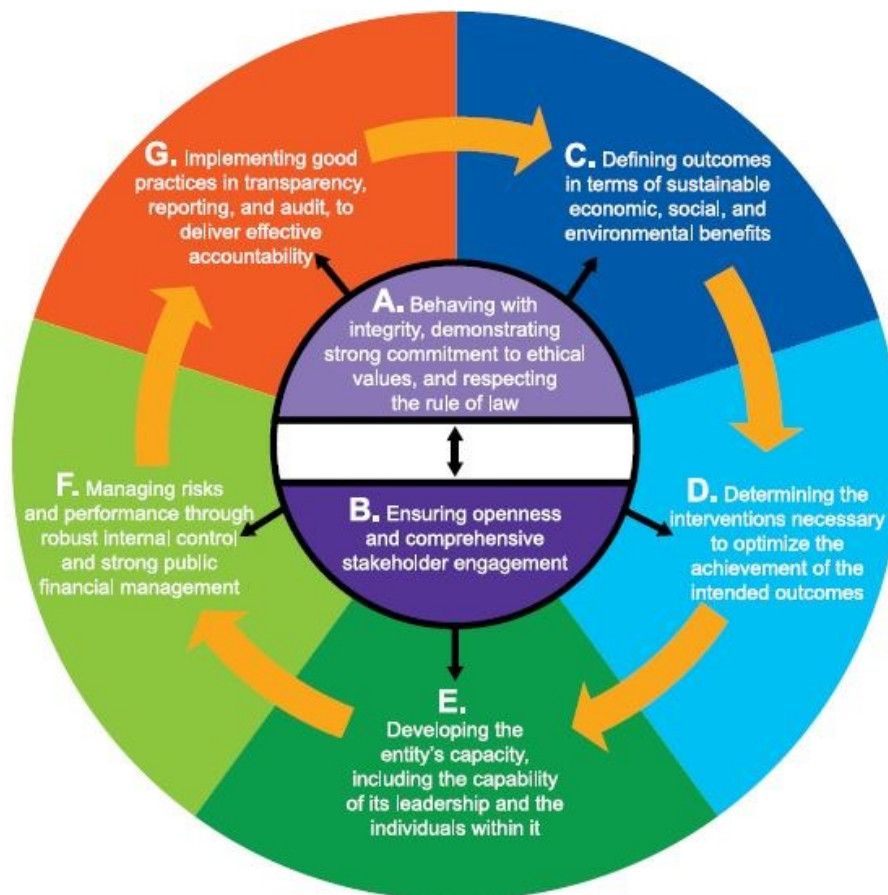 G. Implementing good
practices in transparency,
reporting, and audit, to
deliver effective
accountability
C. Defining outcomes
in terms of sustainable
economic, social, and
environmental benefits
A. Behaving with
integrity, demonstrating
strong commitment to ethical
values, and respecting
the rule of law
F. Managing risks
and performance through
robust internal control
and strong public
financial management
B. Ensuring openness
and comprehensive
stakeholder engagement
D. Determining the
interventions necessary
to optimize the
achievement of the
intended outcomes
E.
Developing the
entity's capacity,
including the capability
of its leadership and the
individuals within it